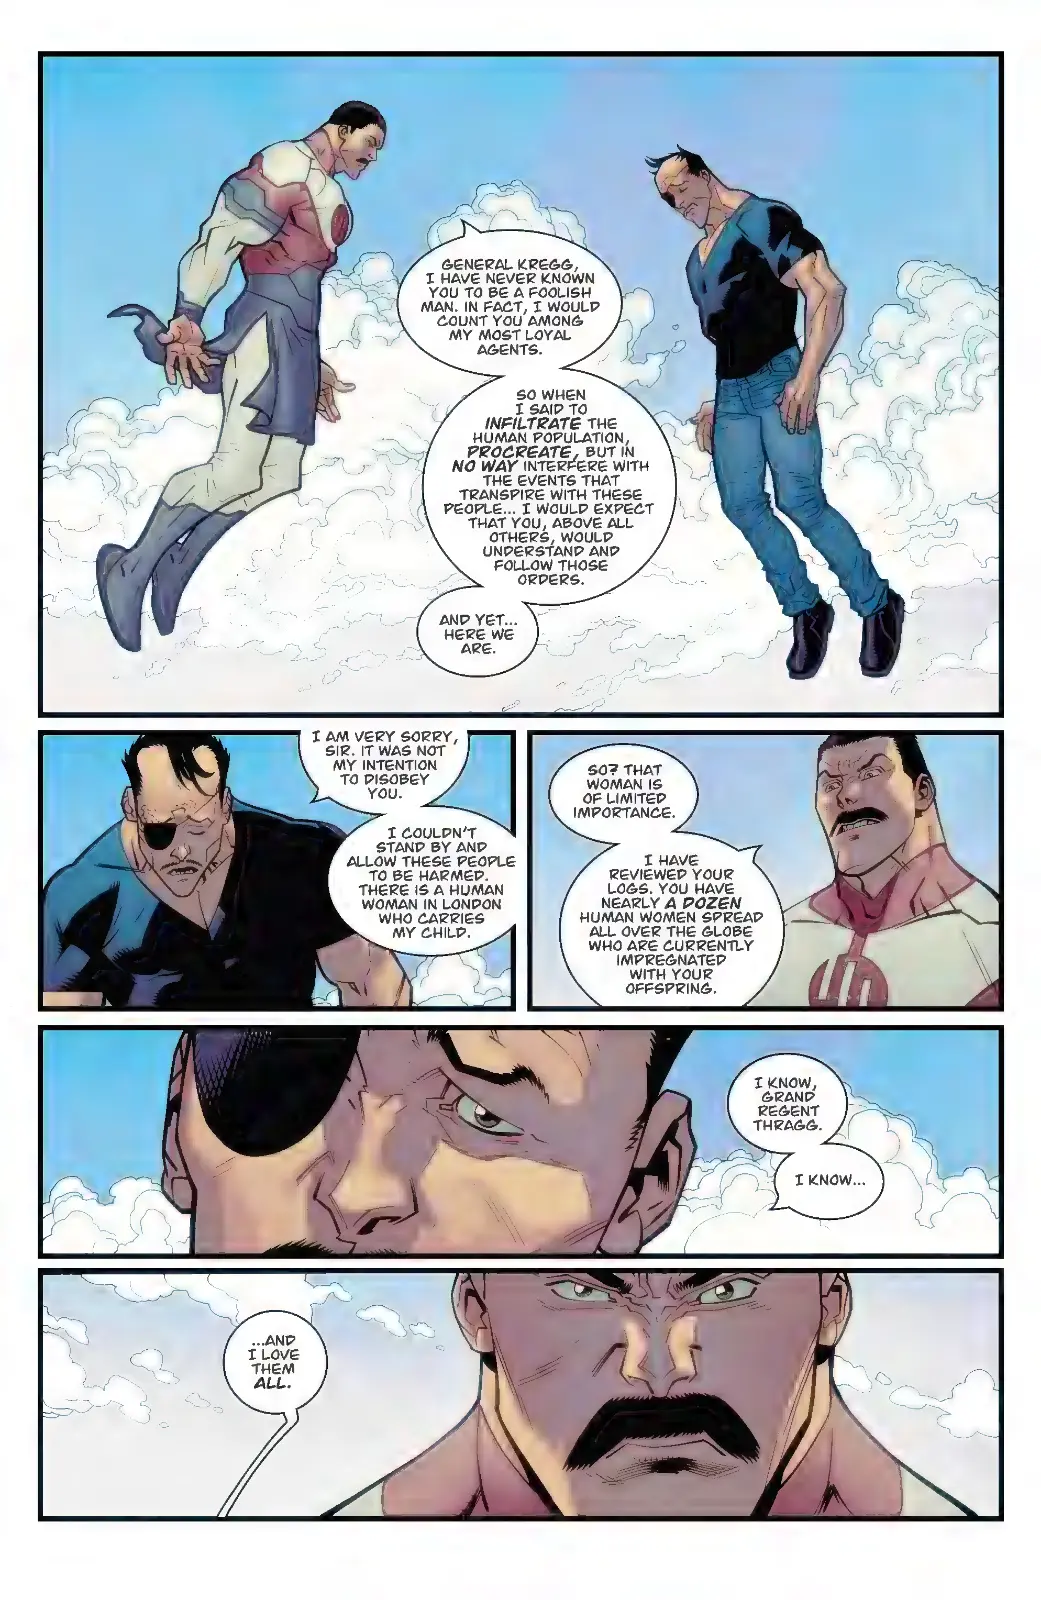 GENERAL KREGG,
I HAVE NEVER KNOWN
YOU TO BE A FOOLISH
MAN. IN FACT, I WOULD
COUNT YOU AMONG
MY MOST LOYAL
AGENTS.
SO WHEN
I SAID TO
INFILTRATE THE
HUMAN POPULATION,
PROCREATE, BUT IN
NO WAY INTERFERE WITH
THE EVENTS THAT
TRANSPIRE WITH THESE
PEOPLE... I WOULD EXPECT
THAT YOU, ABOVE ALL
OTHERS, WOULD
UNDERSTAND AND
FOLLOW THOSE
ORDERS.
AND YET...
HERE WE
ARE.
I AM VERY SORRY,
SIR. IT WAS NOT
MY INTENTION
TO DISOBEY
YOU.
I COULDN'T
STAND BY AND
ALLOW THESE PEOPLE
TO BE HARMED.
THERE IS A HUMAN
WOMAN IN LONDON
WHO CARRIES
MY CHILD.
SO? THAT
WOMAN IS
OF LIMITED
IMPORTANCE.
I HAVE
REVIEWED YOUR
LOGS. YOU HAVE
NEARLY A DOZEN
HUMAN WOMEN SPREAD
ALL OVER THE GLOBE
WHO ARE CURRENTLY
IMPREGNATED
WITH YOUR
OFFSPRING.
I KNOW,
GRAND
REGENT
THRAGG.
I KNOW...
...AND
I LOVE
THEM
ALL.